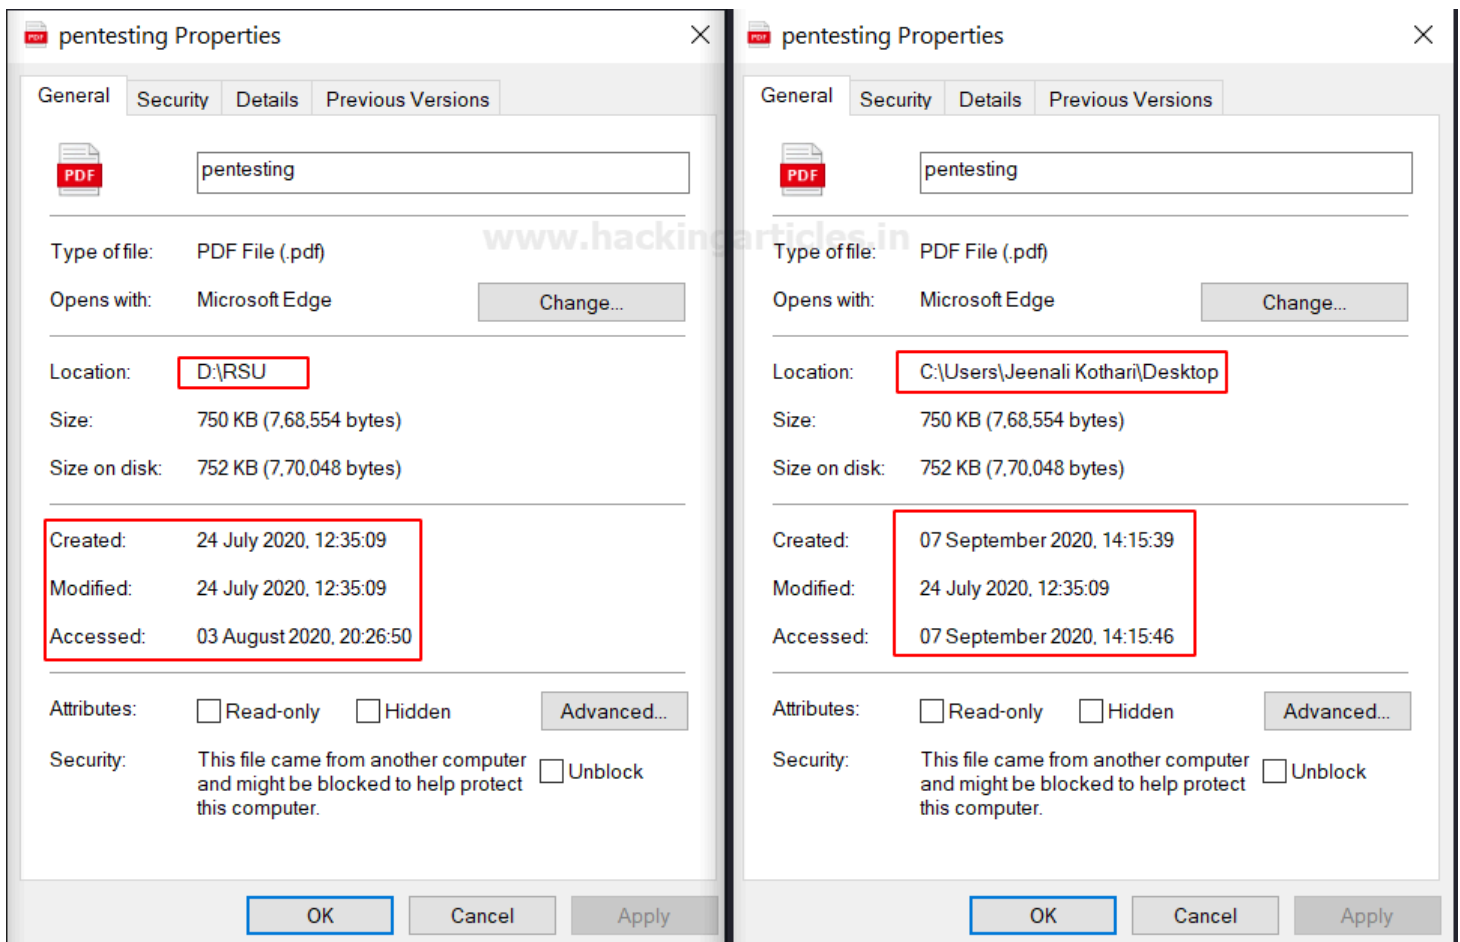 pentesting Properties
General Security Details Previous Versions
PDF
pentesting
Type of file: PDF File (.pdf)
Opens with: Microsoft Edge Change...
Location: D:\RSU
Size: 750 KB (7,68,554 bytes)
Size on disk: 752 KB (7,70,048 bytes)
Created: 24 July 2020, 12:35:09
Modified: 24 July 2020, 12:35:09
Accessed: 03 August 2020, 20:26:50
Attributes: Read-only Hidden Advanced...
Security: This file came from another computer
and might be blocked to help protect Unblock
this computer.
OK Cancel Apply
www.hackingarticles.in
pentesting Properties
General Security Details Previous Versions
PDF
pentesting
Type of file: PDF File (.pdf)
Opens with: Microsoft Edge Change...
Location: C:\Users\Jeenali Kothari\Desktop
Size: 750 KB (7,68,554 bytes)
Size on disk: 752 KB (7,70,048 bytes)
Created: 07 September 2020, 14:15:39
Modified: 24 July 2020, 12:35:09
Accessed: 07 September 2020, 14:15:46
Attributes: Read-only Hidden Advanced...
Security: This file came from another computer
and might be blocked to help protect Unblock
this computer.
OK Cancel Apply